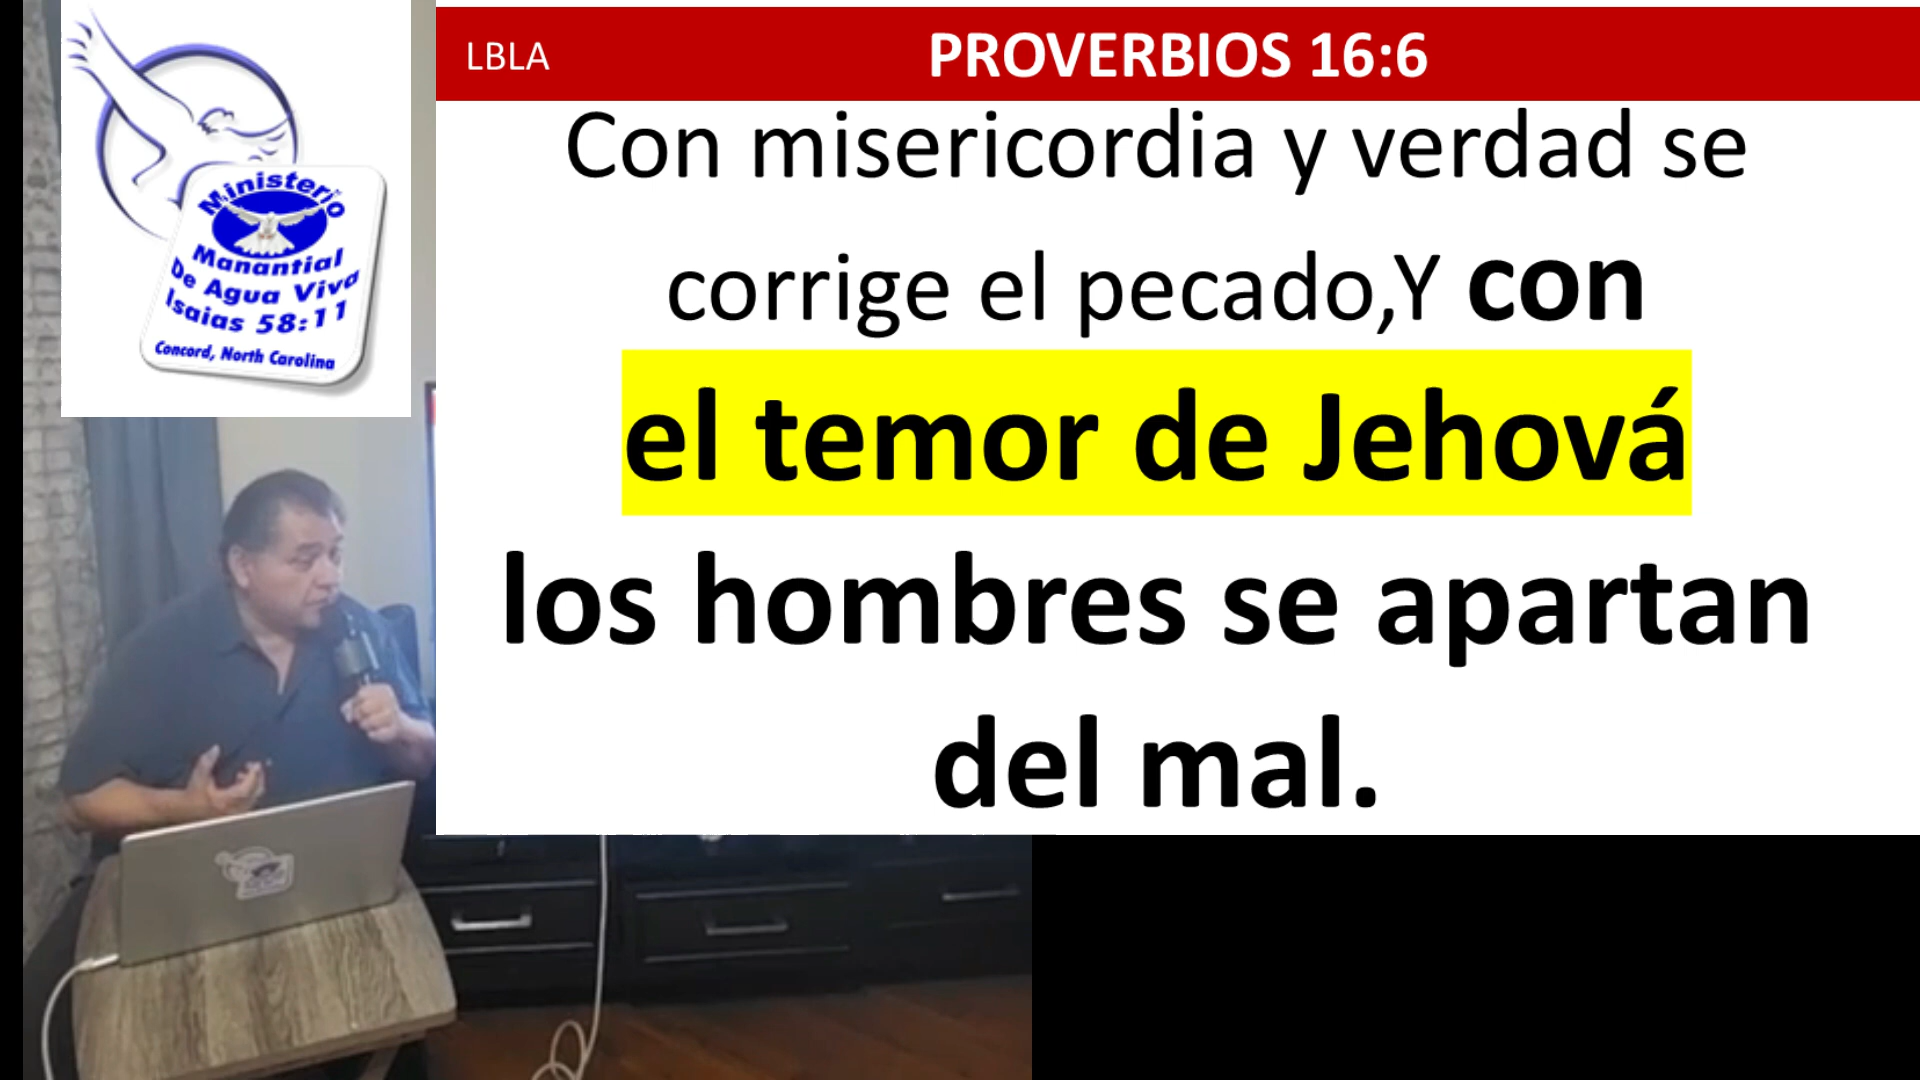 Ministerio
Manantial
De Agua Viva
Isaias 58:11
Concord, North Carolina
LBLA
PROVERBIOS 16:6
Con misericordia y verdad se
corrige el pecado,Y con
el temor de Jehová
los hombres se apartan
del mal.